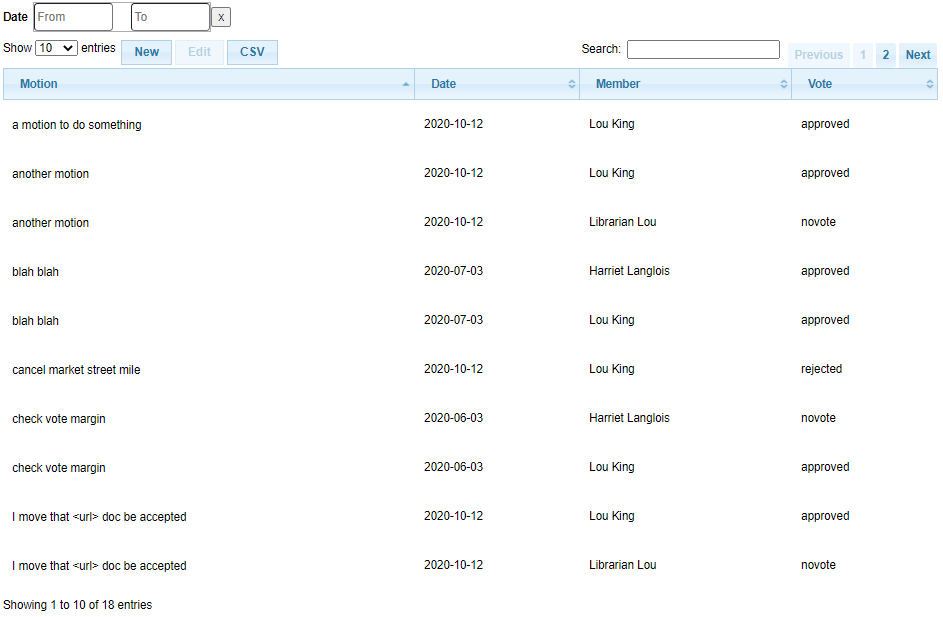 Date From To x
Show 10 entries New Edit CSV Search: Previous 1 2 Next
Motion Date Member Vote
a motion to do something 2020-10-12 Lou King approved
another motion 2020-10-12 Lou King approved
another motion 2020-10-12 Librarian Lou novote
blah blah 2020-07-03 Harriet Langlois approved
blah blah 2020-07-03 Lou King approved
cancel market street mile 2020-10-12 Lou King rejected
check vote margin 2020-06-03 Harriet Langlois novote
check vote margin 2020-06-03 Lou King approved
I move that <url> doc be accepted 2020-10-12 Lou King approved
I move that <url> doc be accepted 2020-10-12 Librarian Lou novote
Showing 1 to 10 of 18 entries